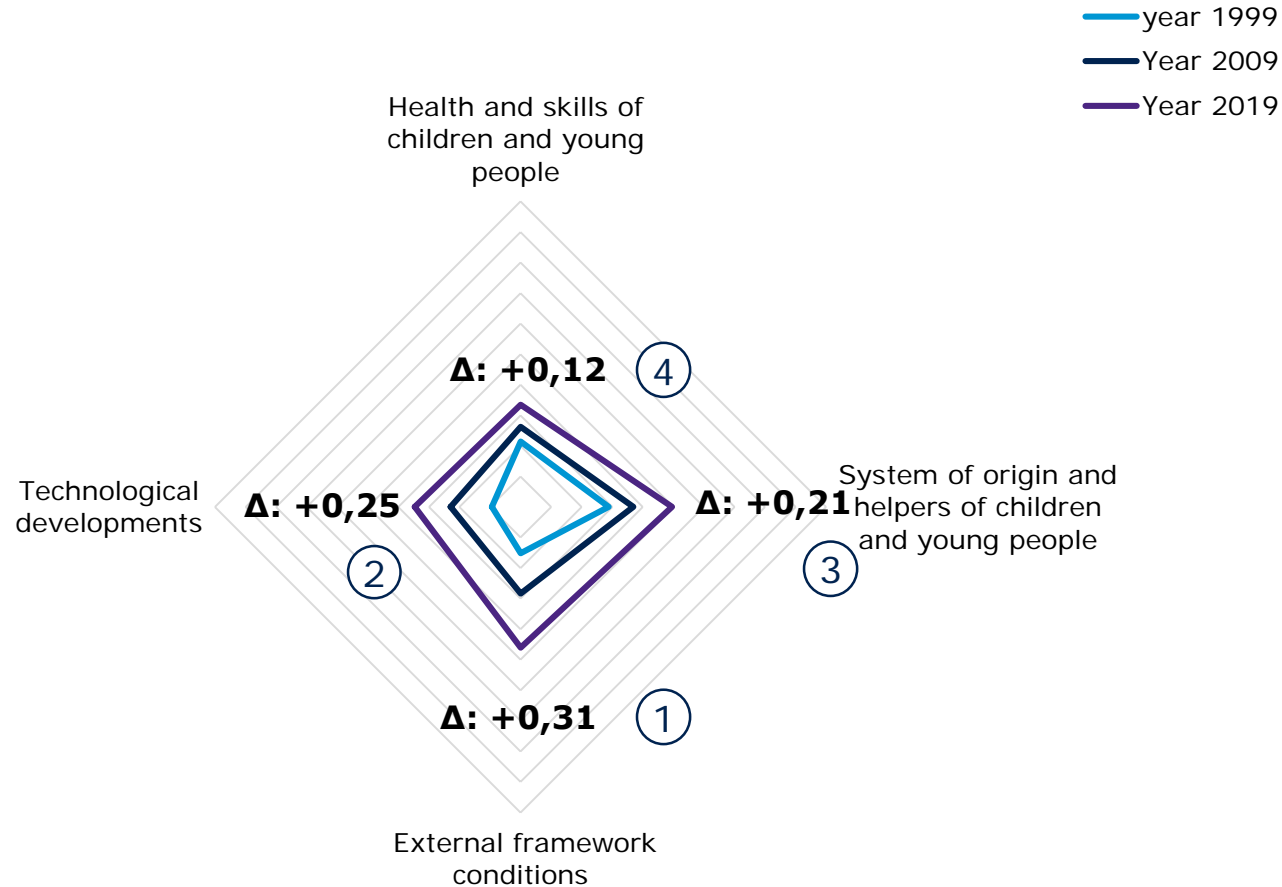 year 1999
Year 2009
Year 2019
Health and skills of
children and young
people
Δ: +0,12
4
Technological
developments
Δ: +0,25
2
Δ: +0,21
System of origin and
helpers of children
and young people
3
Δ: +0,31
1
External framework
conditions